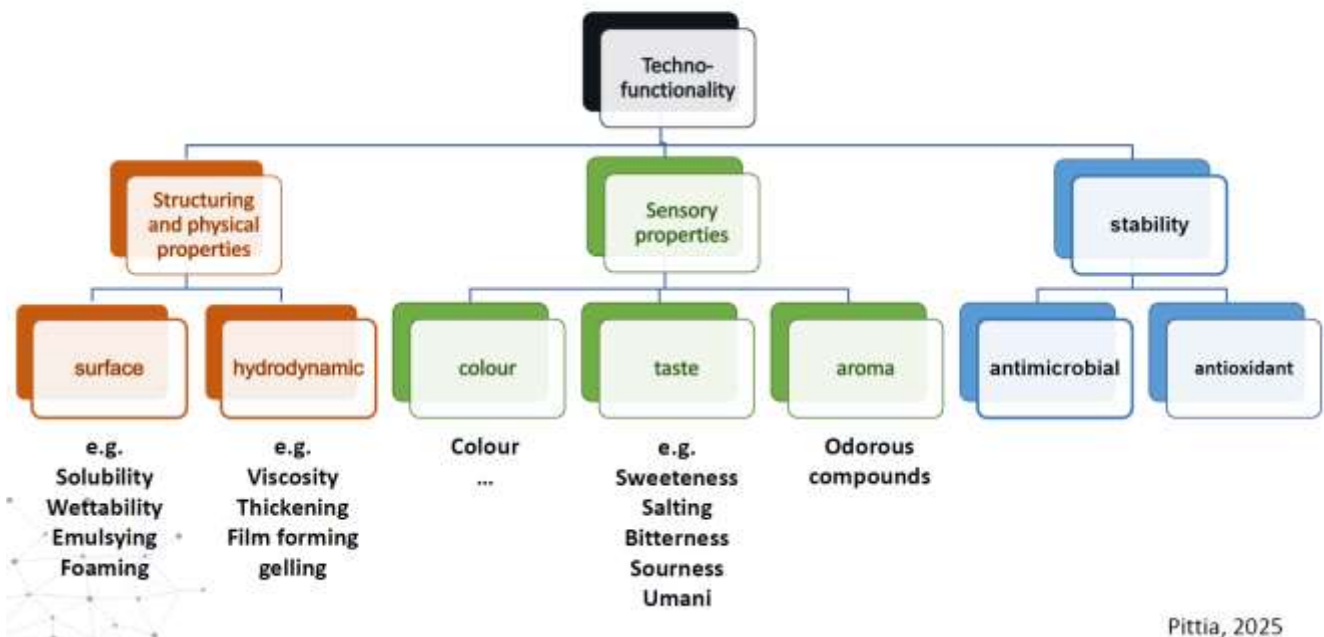 Techno-
functionality
Structuring
and physical
properties
Sensory
properties
stability
surface
hydrodynamic
colour
taste
aroma
antimicrobial
antioxidant
e.g.
Solubility
Wettability
Emulsying
Foaming
e.g.
Viscosity
Thickening
Film forming
gelling
Colour
...
e.g.
Sweeteness
Salting
Bitterness
Sourness
Umani
Odorous
compounds
Pittia, 2025